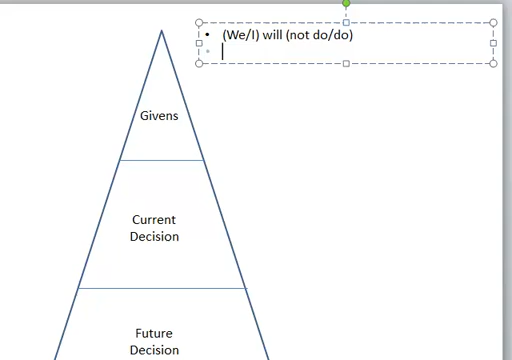 • (We/I) will (not do/do)
•
Givens
Current
Decision
Future
Decision